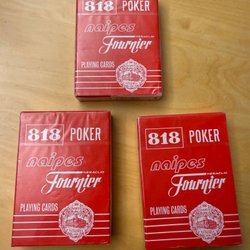 818 POKER
naipes
HERACLIO
Fournier
PLAYING CARDS
818 POKER
naipes
HERACLIO
Fournier
PLAYING CARDS
818 POKER
naipes
HERACLIO
Fournier
PLAYING CARDS